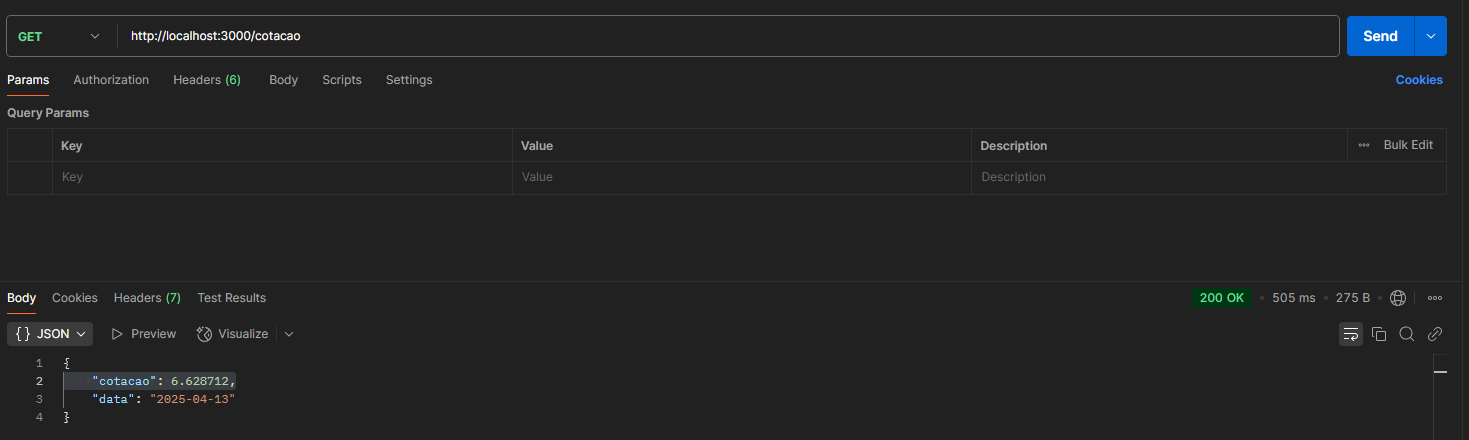 GET http://localhost:3000/cotacao Send
Params Authorization Headers (6) Body Scripts Settings Cookies
Query Params
Key Value Description Bulk Edit
Key Value Description
Body Cookies Headers (7) Test Results 200 OK • 505 ms • 275 B •
{ } JSON Preview Visualize
1 {
2 "cotacao": 6.628712,
3 "data": "2025-04-13"
4 }